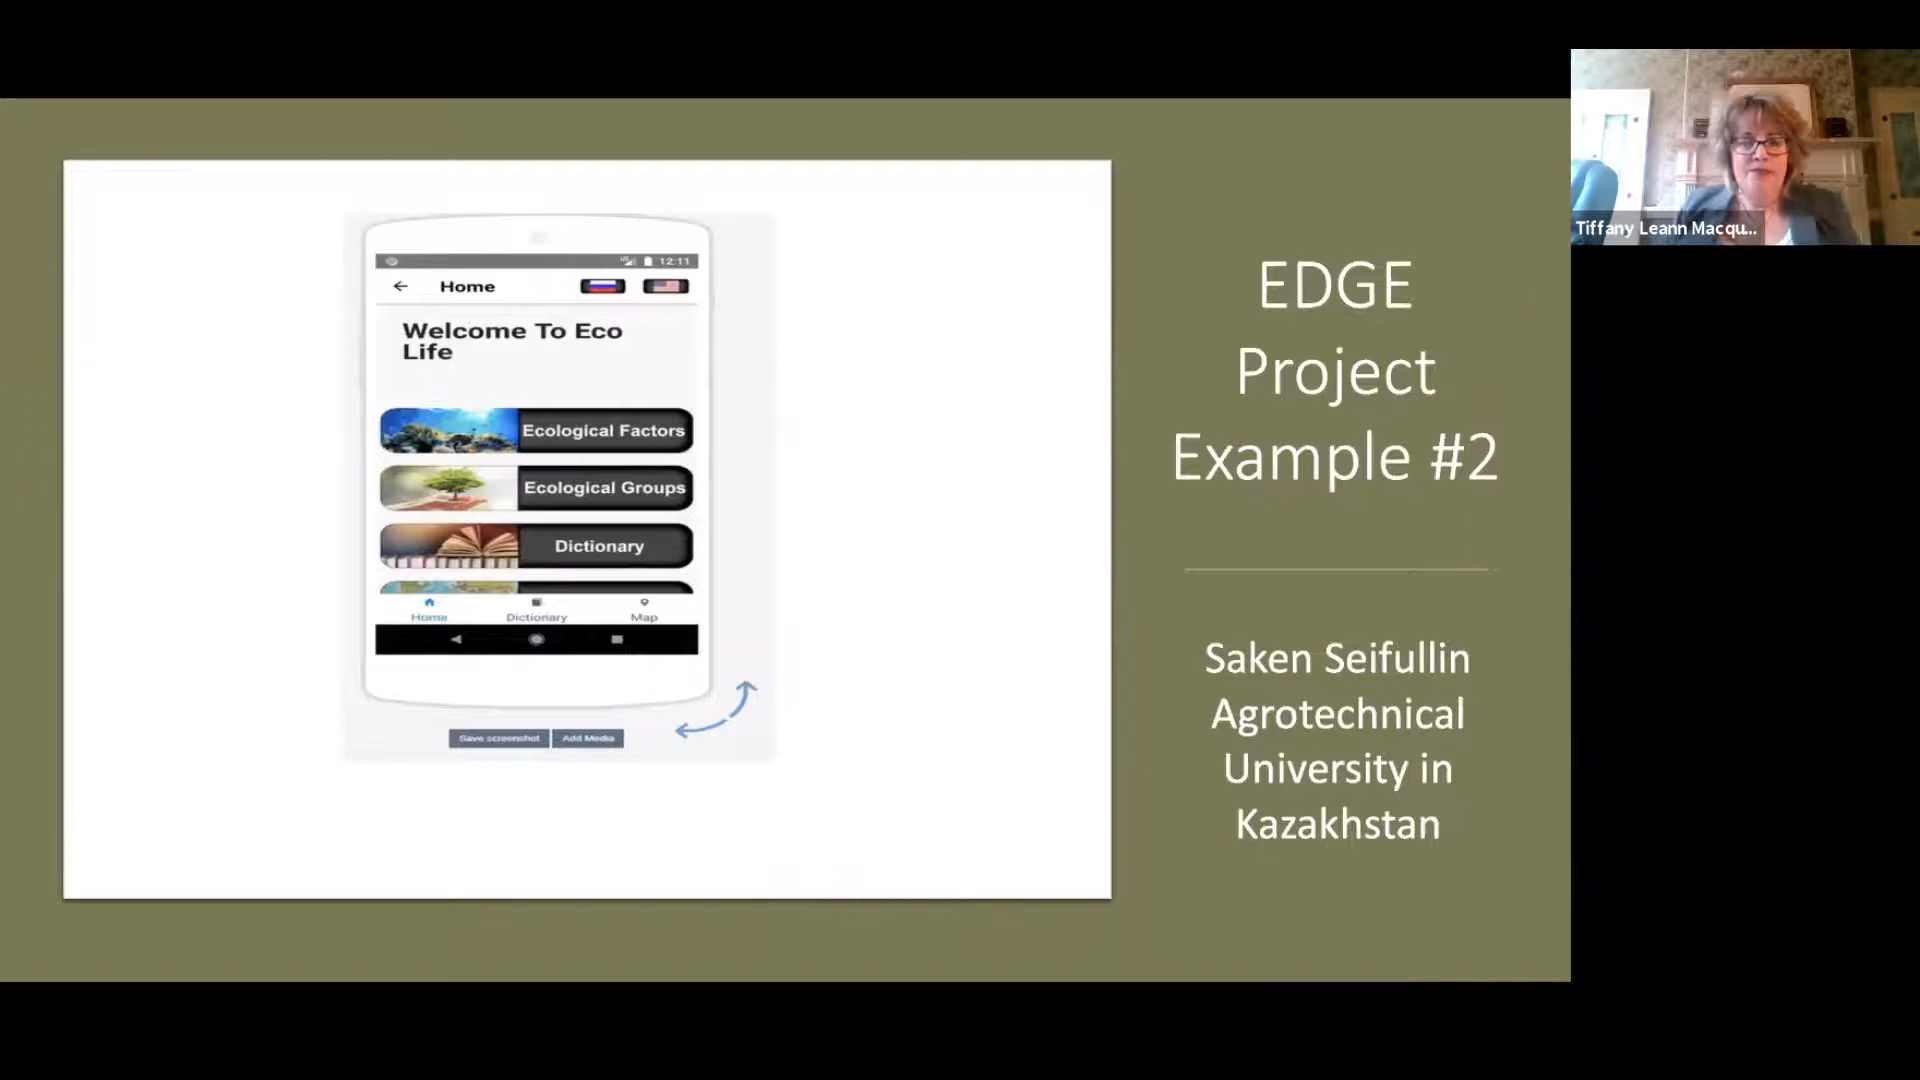 12:11
Home
Welcome To Eco
Life
Ecological Factors
Ecological Groups
Dictionary
Home Dictionary Map
Save screenshot Add Media
EDGE
Project
Example #2
Saken Seifullin
Agrotechnical
University in
Kazakhstan
Tiffany Leann Macqu...